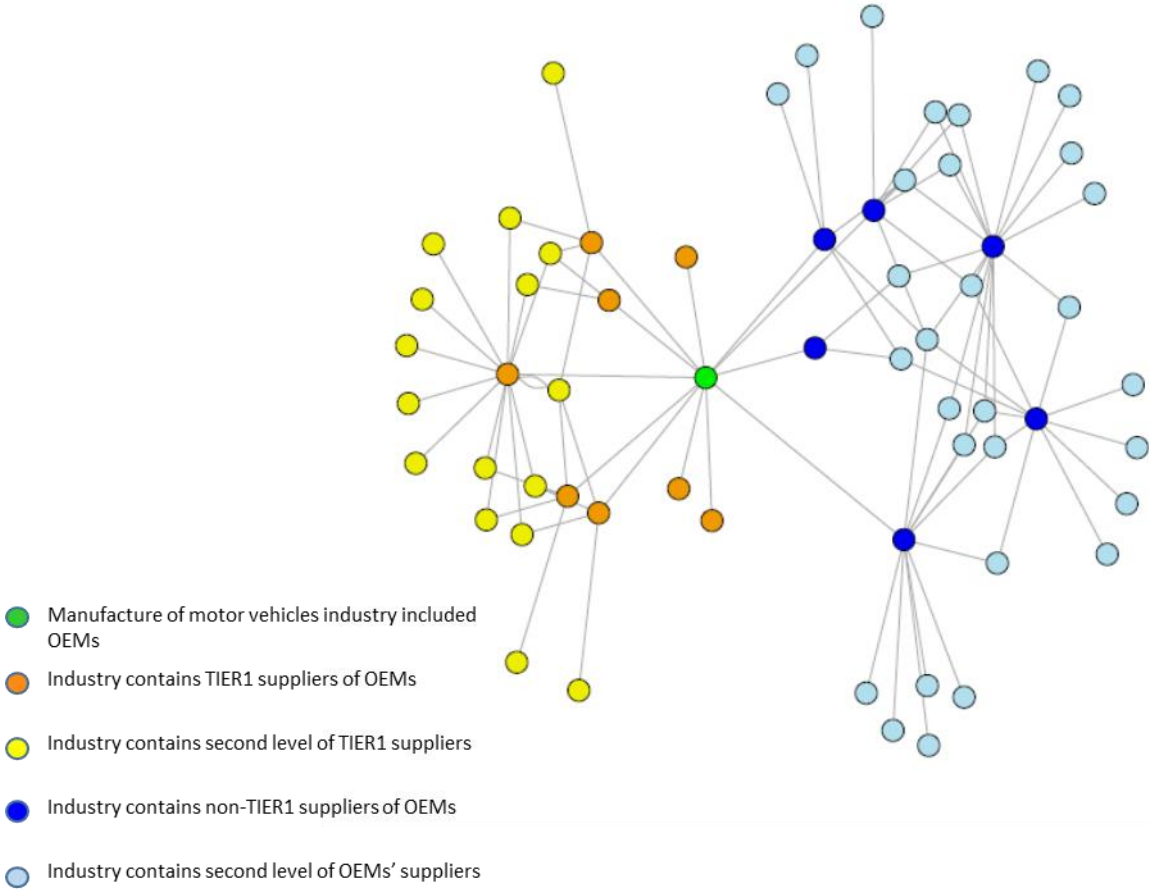 Manufacture of motor vehicles industry included
OEMs
Industry contains TIER1 suppliers of OEMs
Industry contains second level of TIER1 suppliers
Industry contains non-TIER1 suppliers of OEMs
Industry contains second level of OEMs’ suppliers